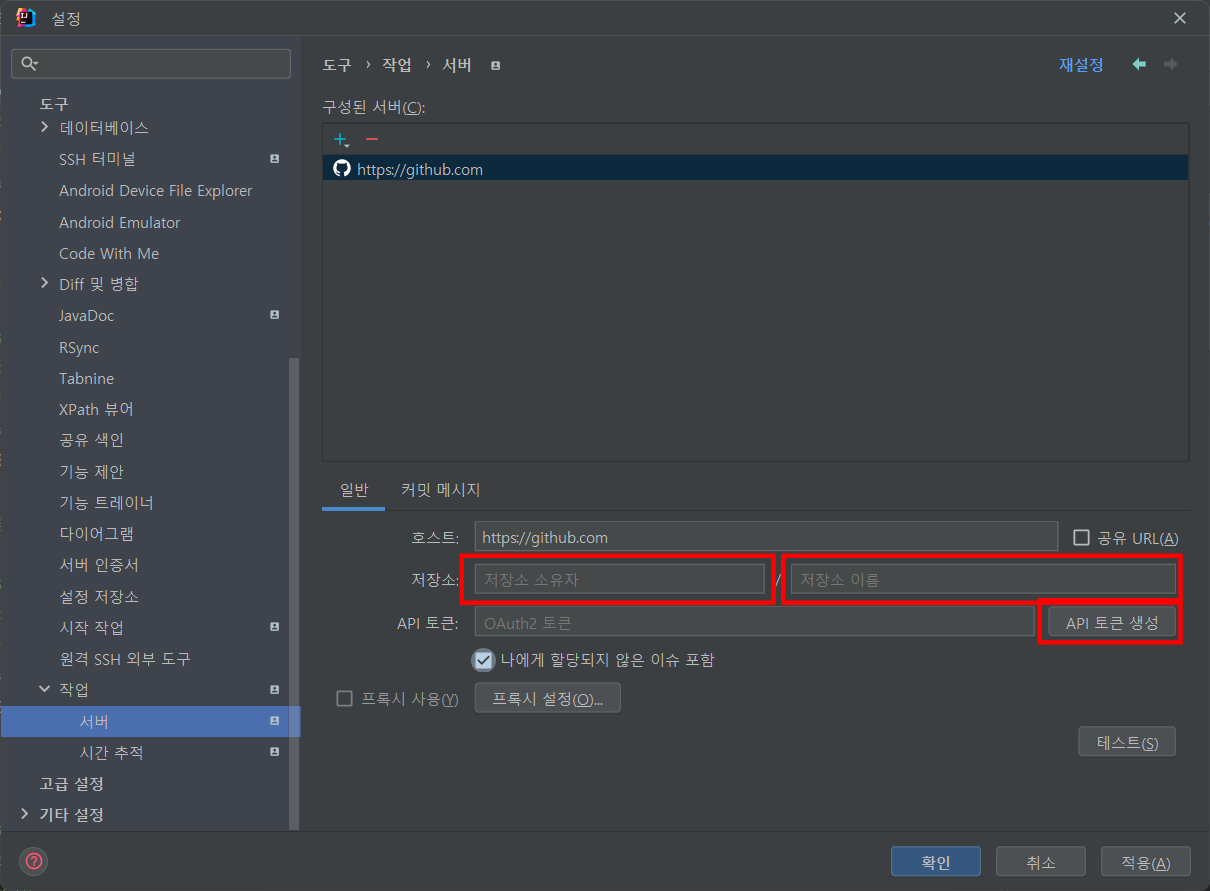 설정
도구 › 작업 › 서버
재설정
구성된 서버(C):
https://github.com
도구
데이터베이스
SSH 터미널
Android Device File Explorer
Android Emulator
Code With Me
Diff 및 병합
JavaDoc
RSync
Tabnine
XPath 뷰어
공유 색인
기능 제안
기능 트레이너
다이어그램
서버 인증서
설정 저장소
시작 작업
원격 SSH 외부 도구
작업
서버
시간 추적
고급 설정
기타 설정
일반 커밋 메시지
호스트: https://github.com 공유 URL(A)
저장소: 저장소 소유자 / 저장소 이름
API 토큰: OAuth2 토큰 API 토큰 생성
나에게 할당되지 않은 이슈 포함
프록시 사용(Y) 프록시 설정(O)...
테스트(S)
확인 취소 적용(A)